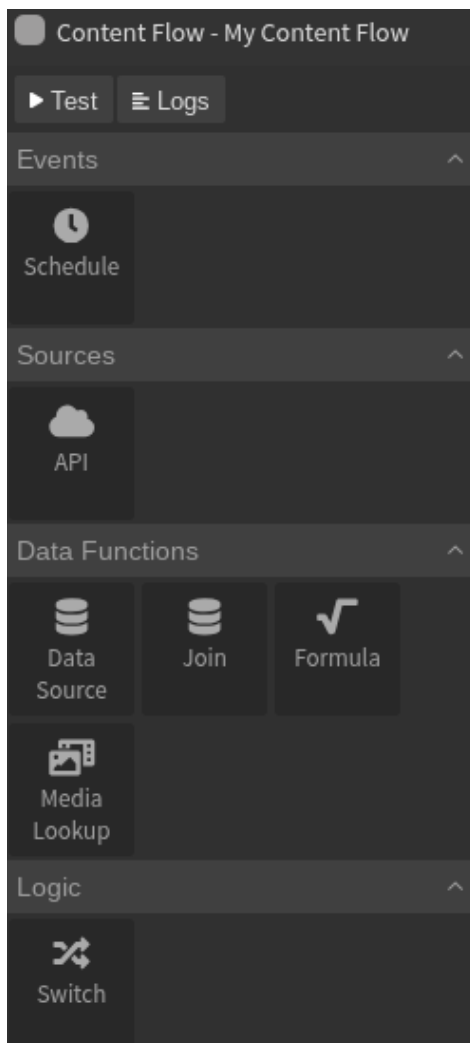 Content Flow - My Content Flow
Test Logs
Events
Schedule
Sources
API
Data Functions
Data Source
Join
Formula
Media Lookup
Logic
Switch